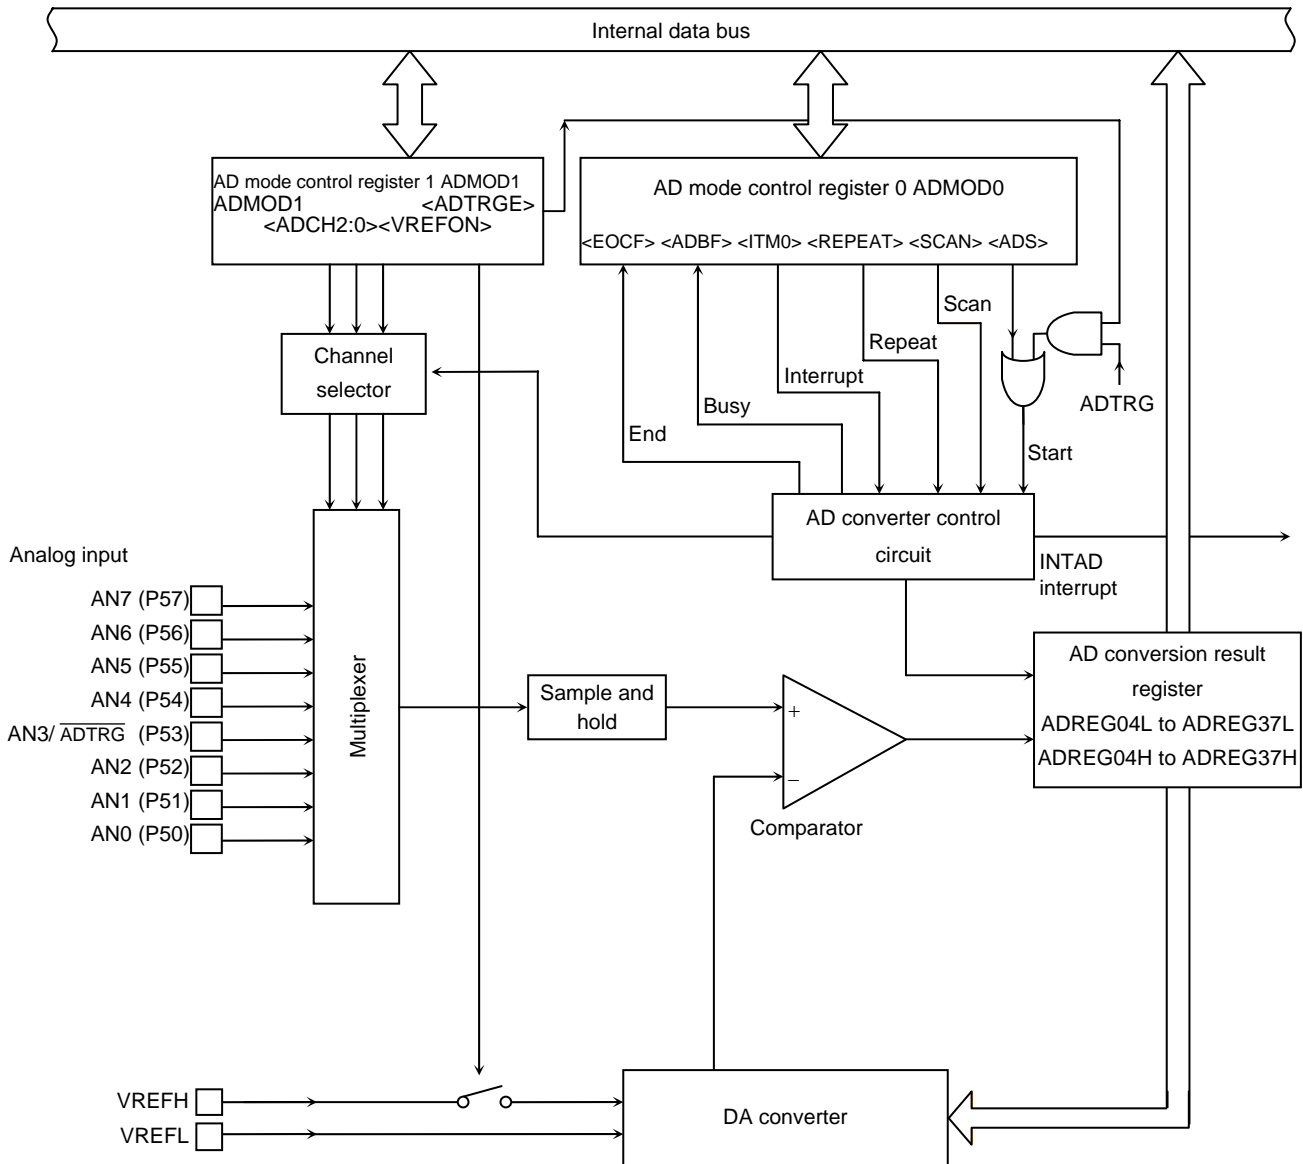 Internal data bus
AD mode control register 1 ADMOD1
ADMOD1 <ADTRGE>
<ADCH2:0><VREFON>
AD mode control register 0 ADMOD0
<EOCF> <ADBF> <ITM0> <REPEAT> <SCAN> <ADS>
Scan
Repeat
Interrupt
Busy
End
ADTRG
Start
Channel
selector
AD converter control
circuit
INTAD
interrupt
Analog input
AN7 (P57)
AN6 (P56)
AN5 (P55)
AN4 (P54)
AN3/ ADTRG (P53)
AN2 (P52)
AN1 (P51)
AN0 (P50)
Multiplexer
Sample and
hold
+
−
Comparator
AD conversion result
register
ADREG04L to ADREG37L
ADREG04H to ADREG37H
VREFH
VREFL
DA converter